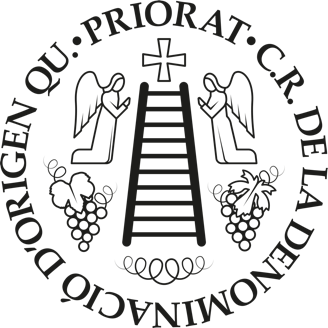 •PRIORAT•C.R. DE LA DENOMINACIÓ D'ORIGEN QU.